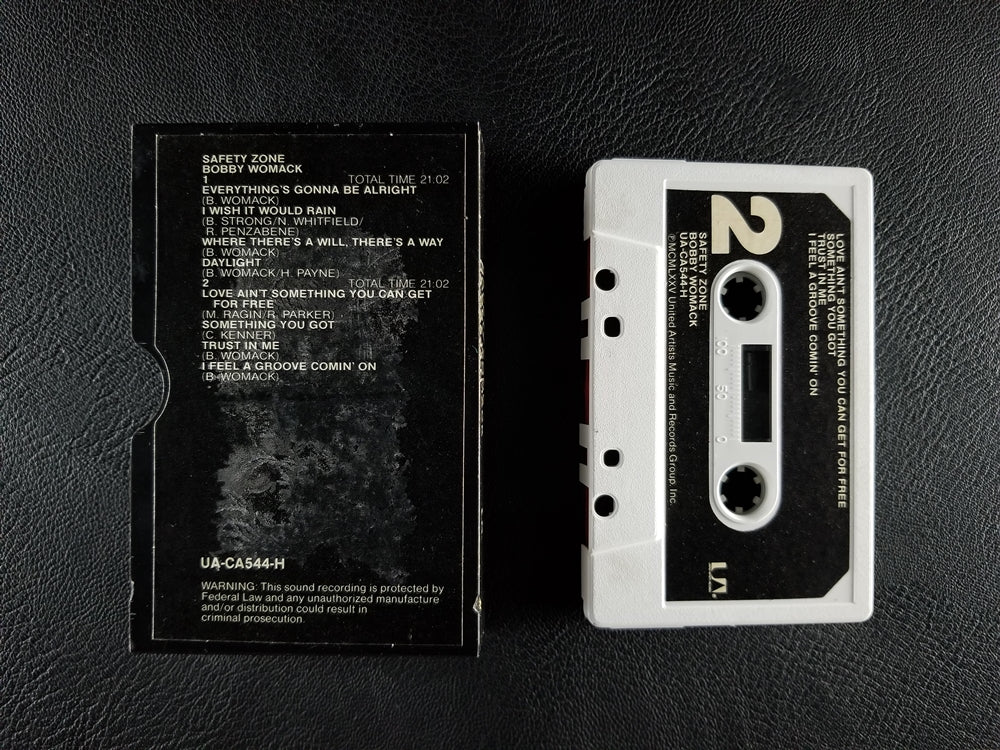 SAFETY ZONE
BOBBY WOMACK
1 TOTAL TIME 21.02
EVERYTHING'S GONNA BE ALRIGHT
(B. WOMACK)
I WISH IT WOULD RAIN
(B. STRONG/N. WHITFIELD/
R. PENZABENE)
WHERE THERE'S A WILL, THERE'S A WAY
(B. WOMACK)
DAYLIGHT
(B. WOMACK/H. PAYNE)
2 TOTAL TIME 21:02
LOVE AIN'T SOMETHING YOU CAN GET
FOR FREE
(M. RAGIN/R. PARKER)
SOMETHING YOU GOT
(C. KENNER)
TRUST IN ME
(B. WOMACK)
I FEEL A GROOVE COMIN' ON
(B. WOMACK)
UA-CA544-H
WARNING: This sound recording is protected by
Federal Law and any unauthorized manufacture
and/or distribution could result in
criminal prosecution.
LOVE AIN'T SOMETHING YOU CAN GET FOR FREE
SOMETHING YOU GOT
TRUST IN ME
I FEEL A GROOVE COMIN' ON
2
100 50 0
SAFETY ZONE
BOBBY WOMACK
UA-CA544-H
℗ MCMLXXV United Artists Music and Records Group, Inc.
UA